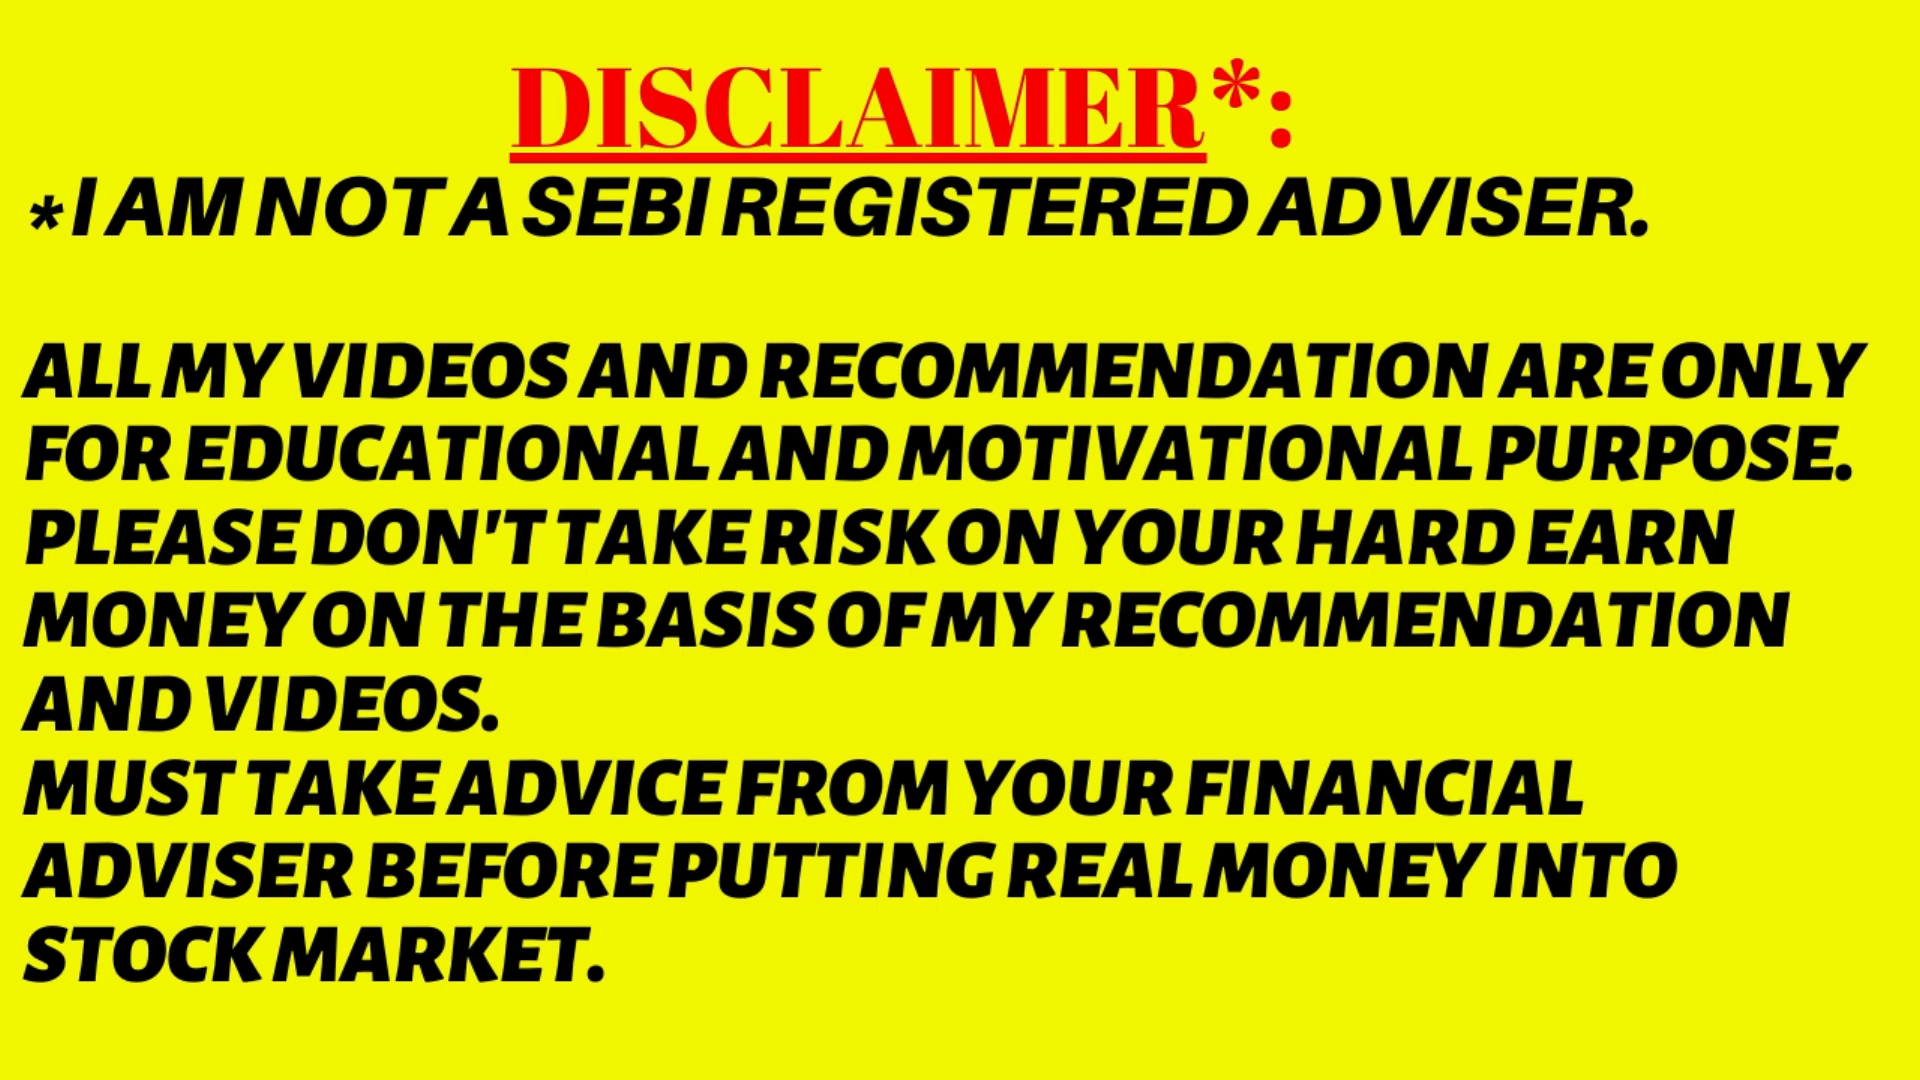 DISCLAIMER*:
*I AM NOT A SEBI REGISTERED ADVISER.
ALL MY VIDEOS AND RECOMMENDATION ARE ONLY
FOR EDUCATIONAL AND MOTIVATIONAL PURPOSE.
PLEASE DON'T TAKE RISK ON YOUR HARD EARN
MONEY ON THE BASIS OF MY RECOMMENDATION
AND VIDEOS.
MUST TAKE ADVICE FROM YOUR FINANCIAL
ADVISER BEFORE PUTTING REAL MONEY INTO
STOCK MARKET.